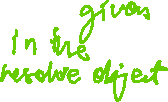 given
in the
resolve object